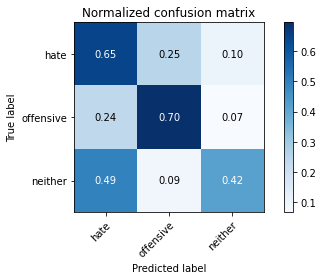 Normalized confusion matrix
True label
hate
0.65 0.25 0.10
offensive
0.24 0.70 0.07
neither
0.49 0.09 0.42
hate
offensive
neither
Predicted label
0.6
0.5
0.4
0.3
0.2
0.1